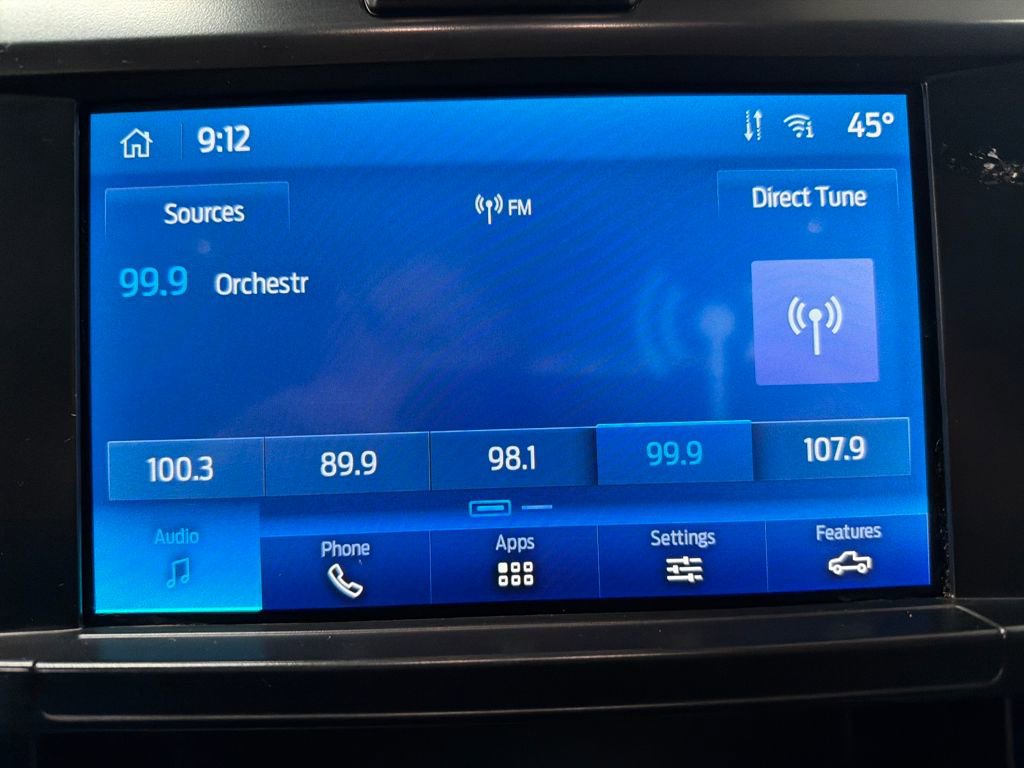 9:12
45°
Sources
FM
Direct Tune
99.9 Orchestr
100.3
89.9
98.1
99.9
107.9
Audio
Phone
Apps
Settings
Features